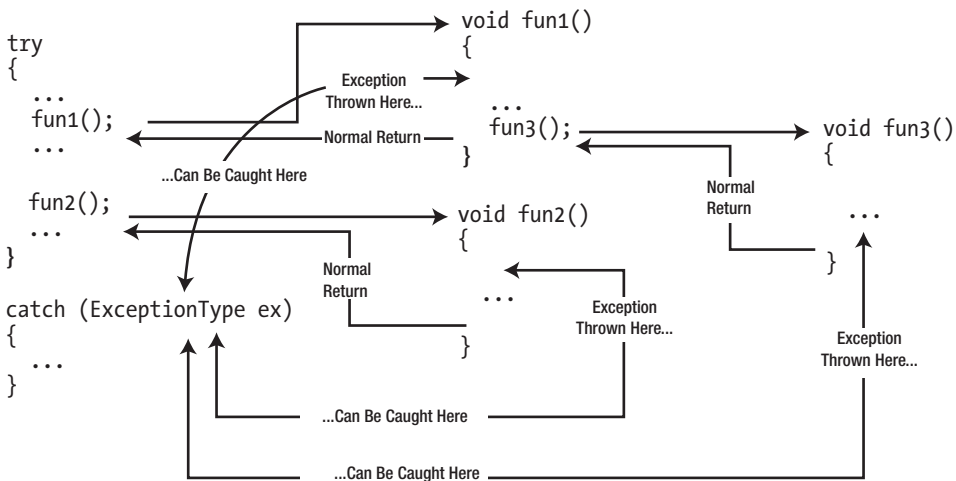 try
{
...
fun1();
...
fun2();
...
}
catch (ExceptionType ex)
{
...
}
void fun1()
{
...
fun3();
}
Exception
Thrown Here...
Normal Return
...Can Be Caught Here
void fun2()
{
...
}
Normal
Return
Exception
Thrown Here...
...Can Be Caught Here
void fun3()
{
...
}
Normal
Return
Exception
Thrown Here...
...Can Be Caught Here